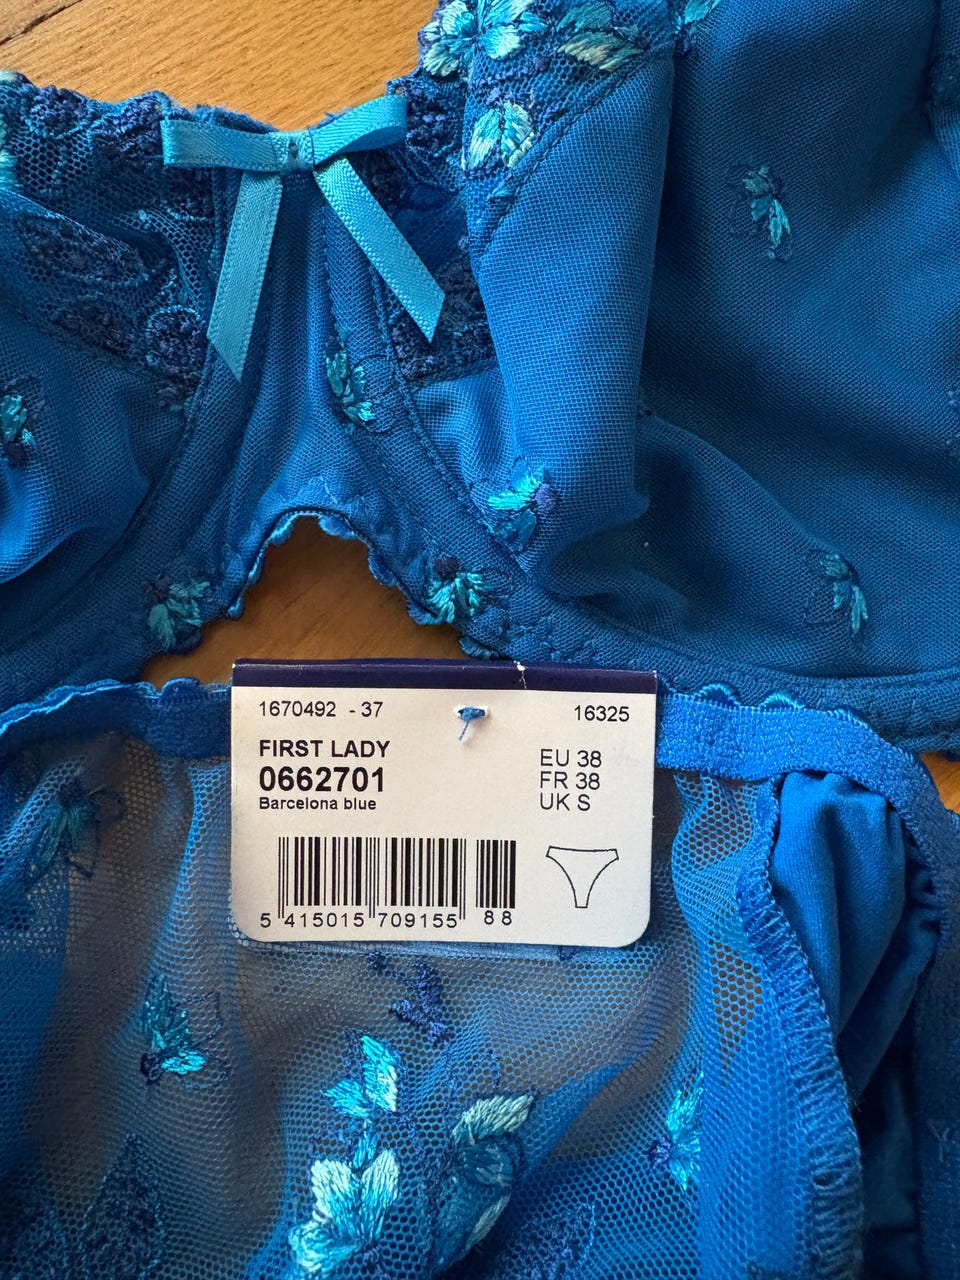 1670492 - 37
16325
FIRST LADY
0662701
Barcelona blue
EU 38
FR 38
UK S
5 415015 709155 88